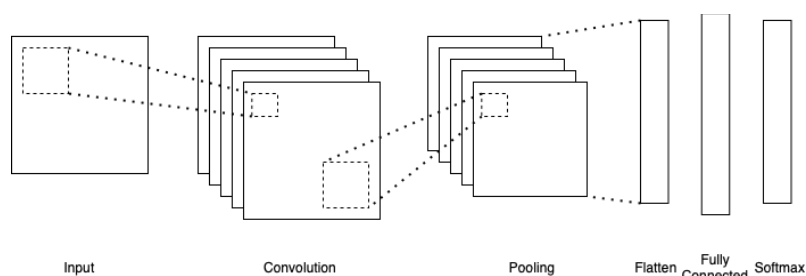 Input
Convolution
Pooling
Flatten
Fully
Connected
Softmax